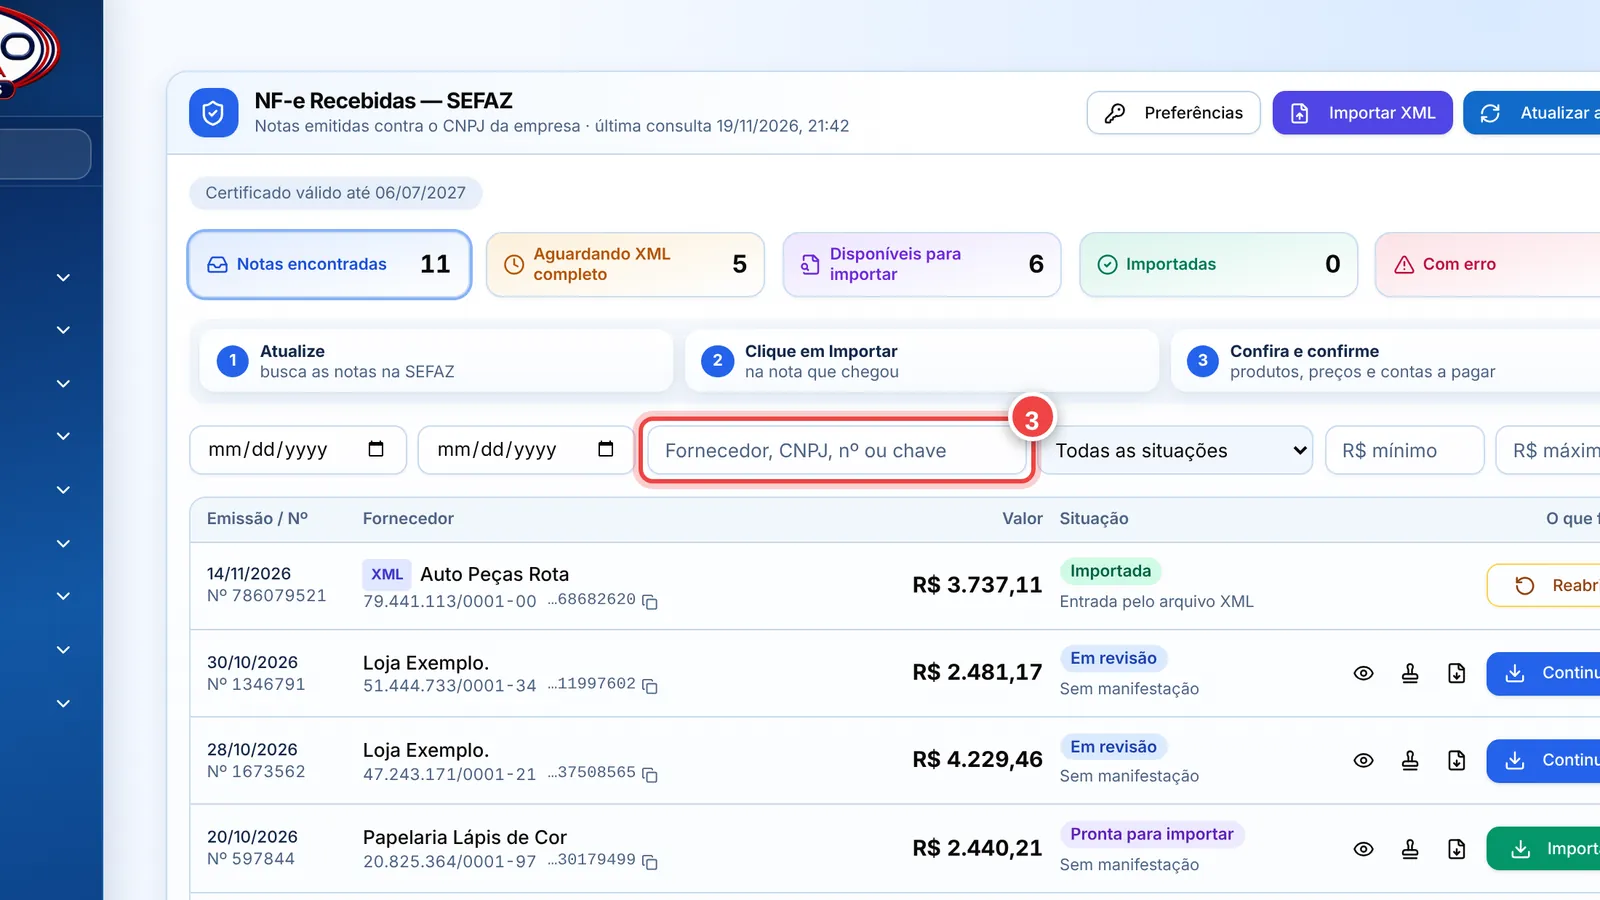 NF-e Recebidas — SEFAZ
Notas emitidas contra o CNPJ da empresa · última consulta 19/11/2026, 21:42
Preferências
Importar XML
Atualizar a
Certificado válido até 06/07/2027
Notas encontradas 11
Aguardando XML completo 5
Disponíveis para importar 6
Importadas 0
Com erro
1 Atualize
busca as notas na SEFAZ
2 Clique em Importar
na nota que chegou
3 Confira e confirme
produtos, preços e contas a pagar
3
mm/dd/yyyy
mm/dd/yyyy
Fornecedor, CNPJ, nº ou chave
Todas as situações
R$ mínimo
R$ máxim
Emissão / Nº Fornecedor Valor Situação O que f
14/11/2026 XML Auto Peças Rota R$ 3.737,11 Importada Reabri
Nº 786079521 79.441.113/0001-00 …68682620 Entrada pelo arquivo XML
30/10/2026 Loja Exemplo. R$ 2.481,17 Em revisão Continu
Nº 1346791 51.444.733/0001-34 …11997602 Sem manifestação
28/10/2026 Loja Exemplo. R$ 4.229,46 Em revisão Continu
Nº 1673562 47.243.171/0001-21 …37508565 Sem manifestação
20/10/2026 Papelaria Lápis de Cor R$ 2.440,21 Pronta para importar Import
Nº 597844 20.825.364/0001-97 …30179499 Sem manifestação